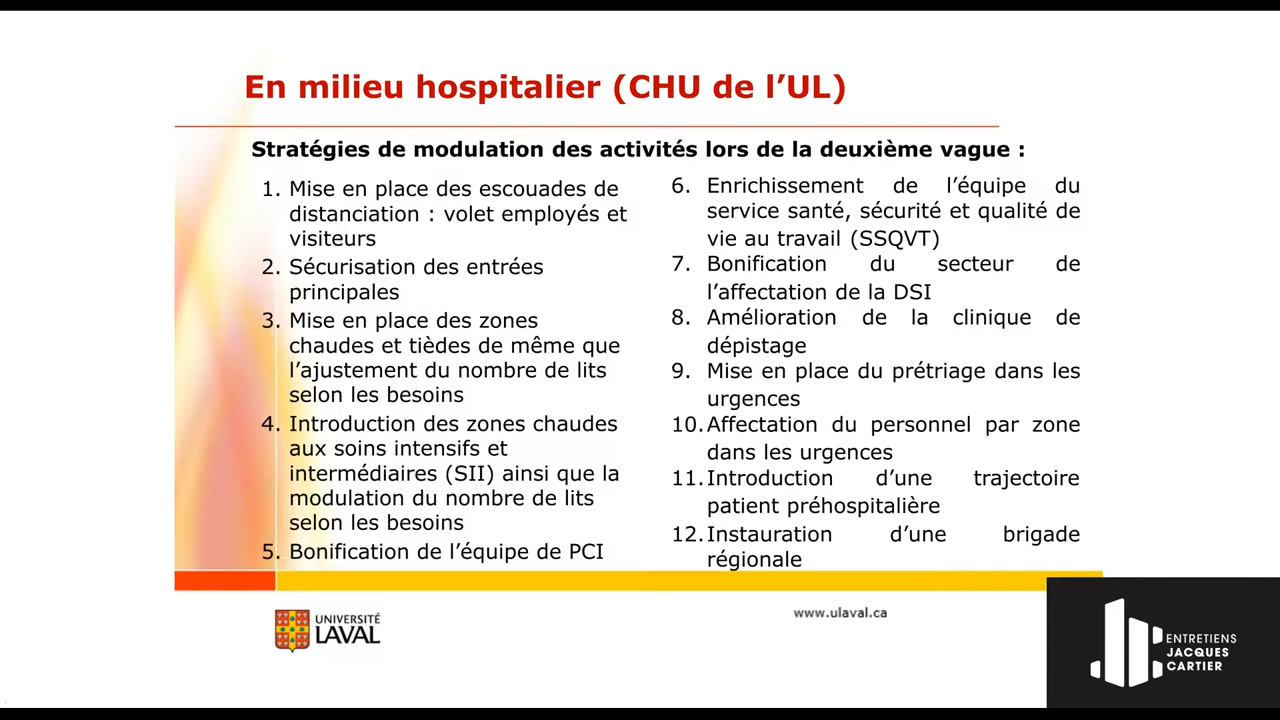 En milieu hospitalier (CHU de l’UL)
Stratégies de modulation des activités lors de la deuxième vague :
1. Mise en place des escouades de
distanciation : volet employés et
visiteurs
2. Sécurisation des entrées
principales
3. Mise en place des zones
chaudes et tièdes de même que
l’ajustement du nombre de lits
selon les besoins
4. Introduction des zones chaudes
aux soins intensifs et
intermédiaires (SII) ainsi que la
modulation du nombre de lits
selon les besoins
5. Bonification de l’équipe de PCI
6. Enrichissement de l’équipe du
service santé, sécurité et qualité de
vie au travail (SSQVT)
7. Bonification du secteur de
l’affectation de la DSI
8. Amélioration de la clinique de
dépistage
9. Mise en place du prétriage dans les
urgences
10. Affectation du personnel par zone
dans les urgences
11. Introduction d’une trajectoire
patient préhospitalière
12. Instauration d’une brigade
régionale
UNIVERSITÉ
LAVAL
www.ulaval.ca
ENTRETIENS
JACQUES
CARTIER